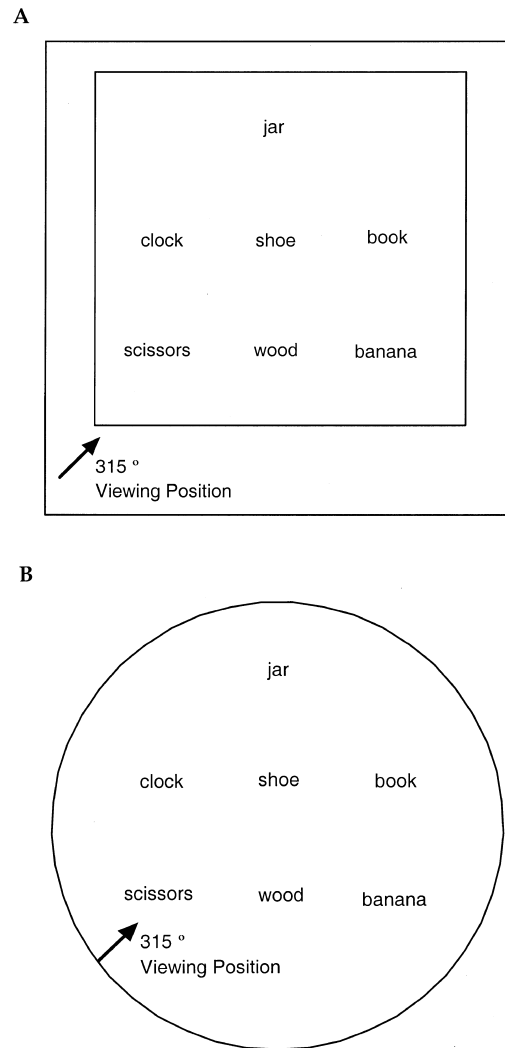 A
jar
clock shoe book
scissors wood banana
315 º
Viewing Position
B
jar
clock shoe book
scissors wood banana
315 º
Viewing Position